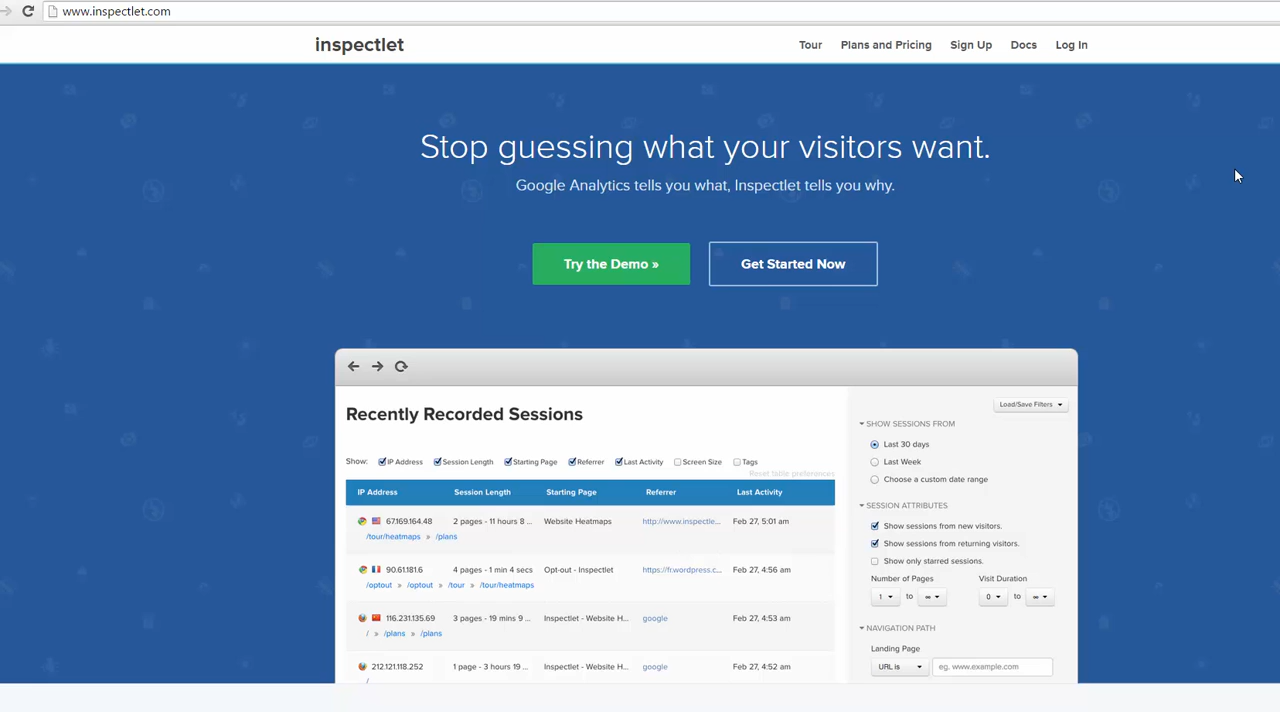 www.inspectlet.com
inspectlet
Tour Plans and Pricing Sign Up Docs Log In
Stop guessing what your visitors want.
Google Analytics tells you what, Inspectlet tells you why.
Try the Demo » Get Started Now
Recently Recorded Sessions
Show: IP Address Session Length Starting Page Referrer Last Activity Screen Size Tags
Reset table preferences
IP Address Session Length Starting Page Referrer Last Activity
67.169.164.48 2 pages - 11 hours 8 ... Website Heatmaps http://www.inspectle... Feb 27, 5:01 am
/tour/heatmaps » /plans
90.61.181.6 4 pages - 1 min 4 secs Opt-out - Inspectlet https://fr.wordpress.c... Feb 27, 4:56 am
/optout » /optout » /tour » /tour/heatmaps
116.231.135.69 3 pages - 19 mins 9 ... Inspectlet - Website H... google Feb 27, 4:53 am
/ » /plans » /plans
212.121.118.252 1 page - 3 hours 19 ... Inspectlet - Website H... google Feb 27, 4:52 am
/
Load/Save Filters
SHOW SESSIONS FROM
Last 30 days
Last Week
Choose a custom date range
SESSION ATTRIBUTES
Show sessions from new visitors.
Show sessions from returning visitors.
Show only starred sessions.
Number of Pages Visit Duration
1 to ∞ 0 to ∞
NAVIGATION PATH
Landing Page
URL is eg. www.example.com